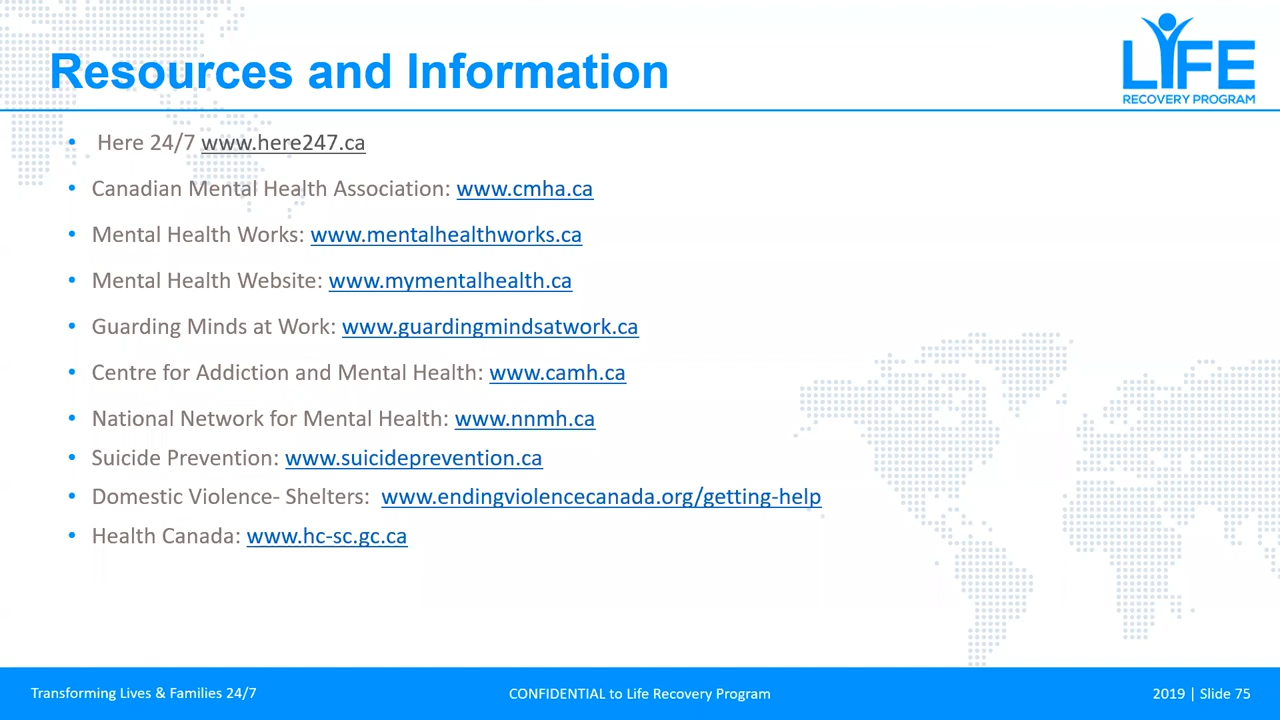 Resources and Information
LIFE
RECOVERY PROGRAM
• Here 24/7 www.here247.ca
• Canadian Mental Health Association: www.cmha.ca
• Mental Health Works: www.mentalhealthworks.ca
• Mental Health Website: www.mymentalhealth.ca
• Guarding Minds at Work: www.guardingmindsatwork.ca
• Centre for Addiction and Mental Health: www.camh.ca
• National Network for Mental Health: www.nnmh.ca
• Suicide Prevention: www.suicideprevention.ca
• Domestic Violence- Shelters: www.endingviolencecanada.org/getting-help
• Health Canada: www.hc-sc.gc.ca
Transforming Lives & Families 24/7
CONFIDENTIAL to Life Recovery Program
2019 | Slide 75